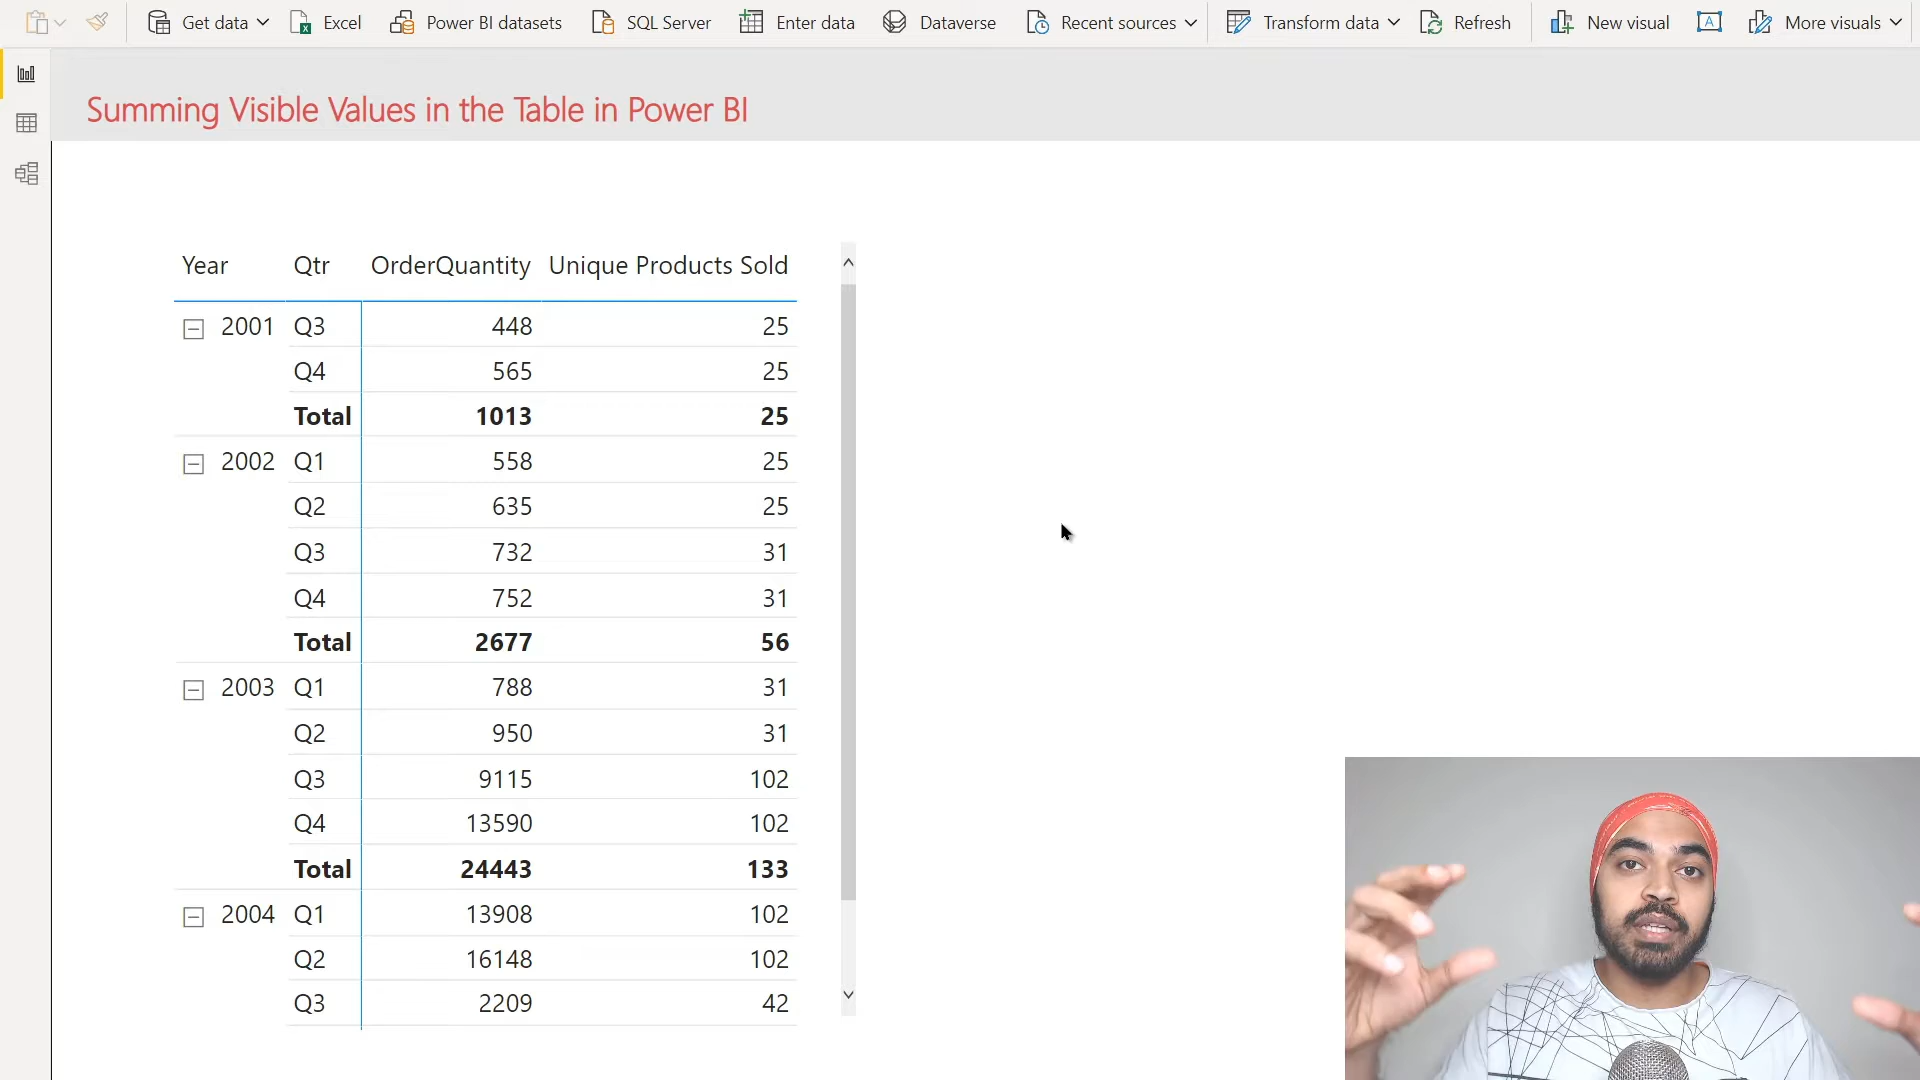 Get data Excel Power BI datasets SQL Server Enter data Dataverse Recent sources Transform data Refresh New visual A More visuals
Summing Visible Values in the Table in Power BI
Year Qtr OrderQuantity Unique Products Sold
2001 Q3 448 25
Q4 565 25
Total 1013 25
2002 Q1 558 25
Q2 635 25
Q3 732 31
Q4 752 31
Total 2677 56
2003 Q1 788 31
Q2 950 31
Q3 9115 102
Q4 13590 102
Total 24443 133
2004 Q1 13908 102
Q2 16148 102
Q3 2209 42